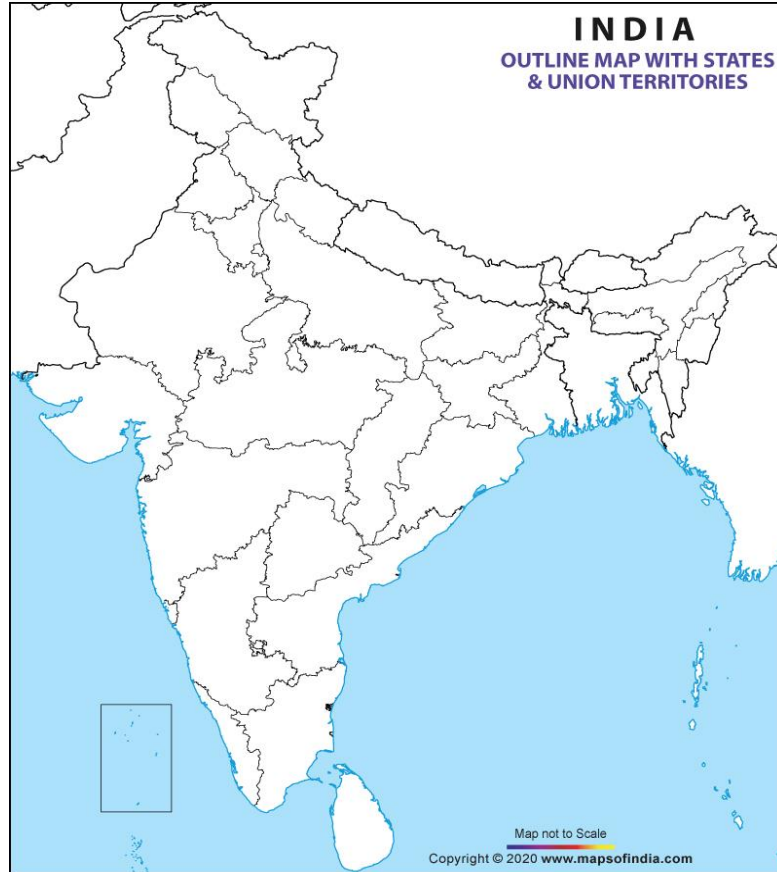 INDIA
OUTLINE MAP WITH STATES
& UNION TERRITORIES
Map not to Scale
Copyright © 2020 www.mapsofindia.com